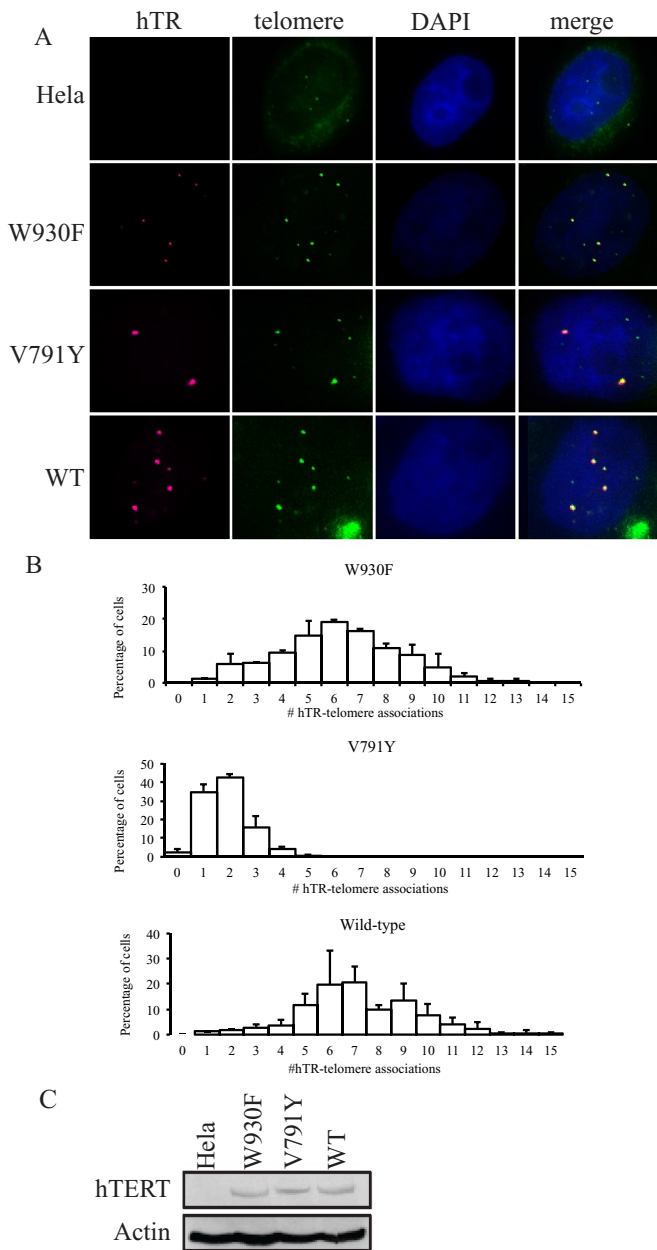 A
hTR telomere DAPI merge
Hela
W930F
V791Y
WT
B
W930F
Percentage of cells
30
20
10
0
0 1 2 3 4 5 6 7 8 9 10 11 12 13 14 15
# hTR-telomere associations
V791Y
Percentage of cells
50
40
30
20
10
0
0 1 2 3 4 5 6 7 8 9 10 11 12 13 14 15
# hTR-telomere associations
Wild-type
Percentage of cells
40
30
20
10
0
0 1 2 3 4 5 6 7 8 9 10 11 12 13 14 15
#hTR-telomere associations
C
Hela W930F V791Y WT
hTERT
Actin